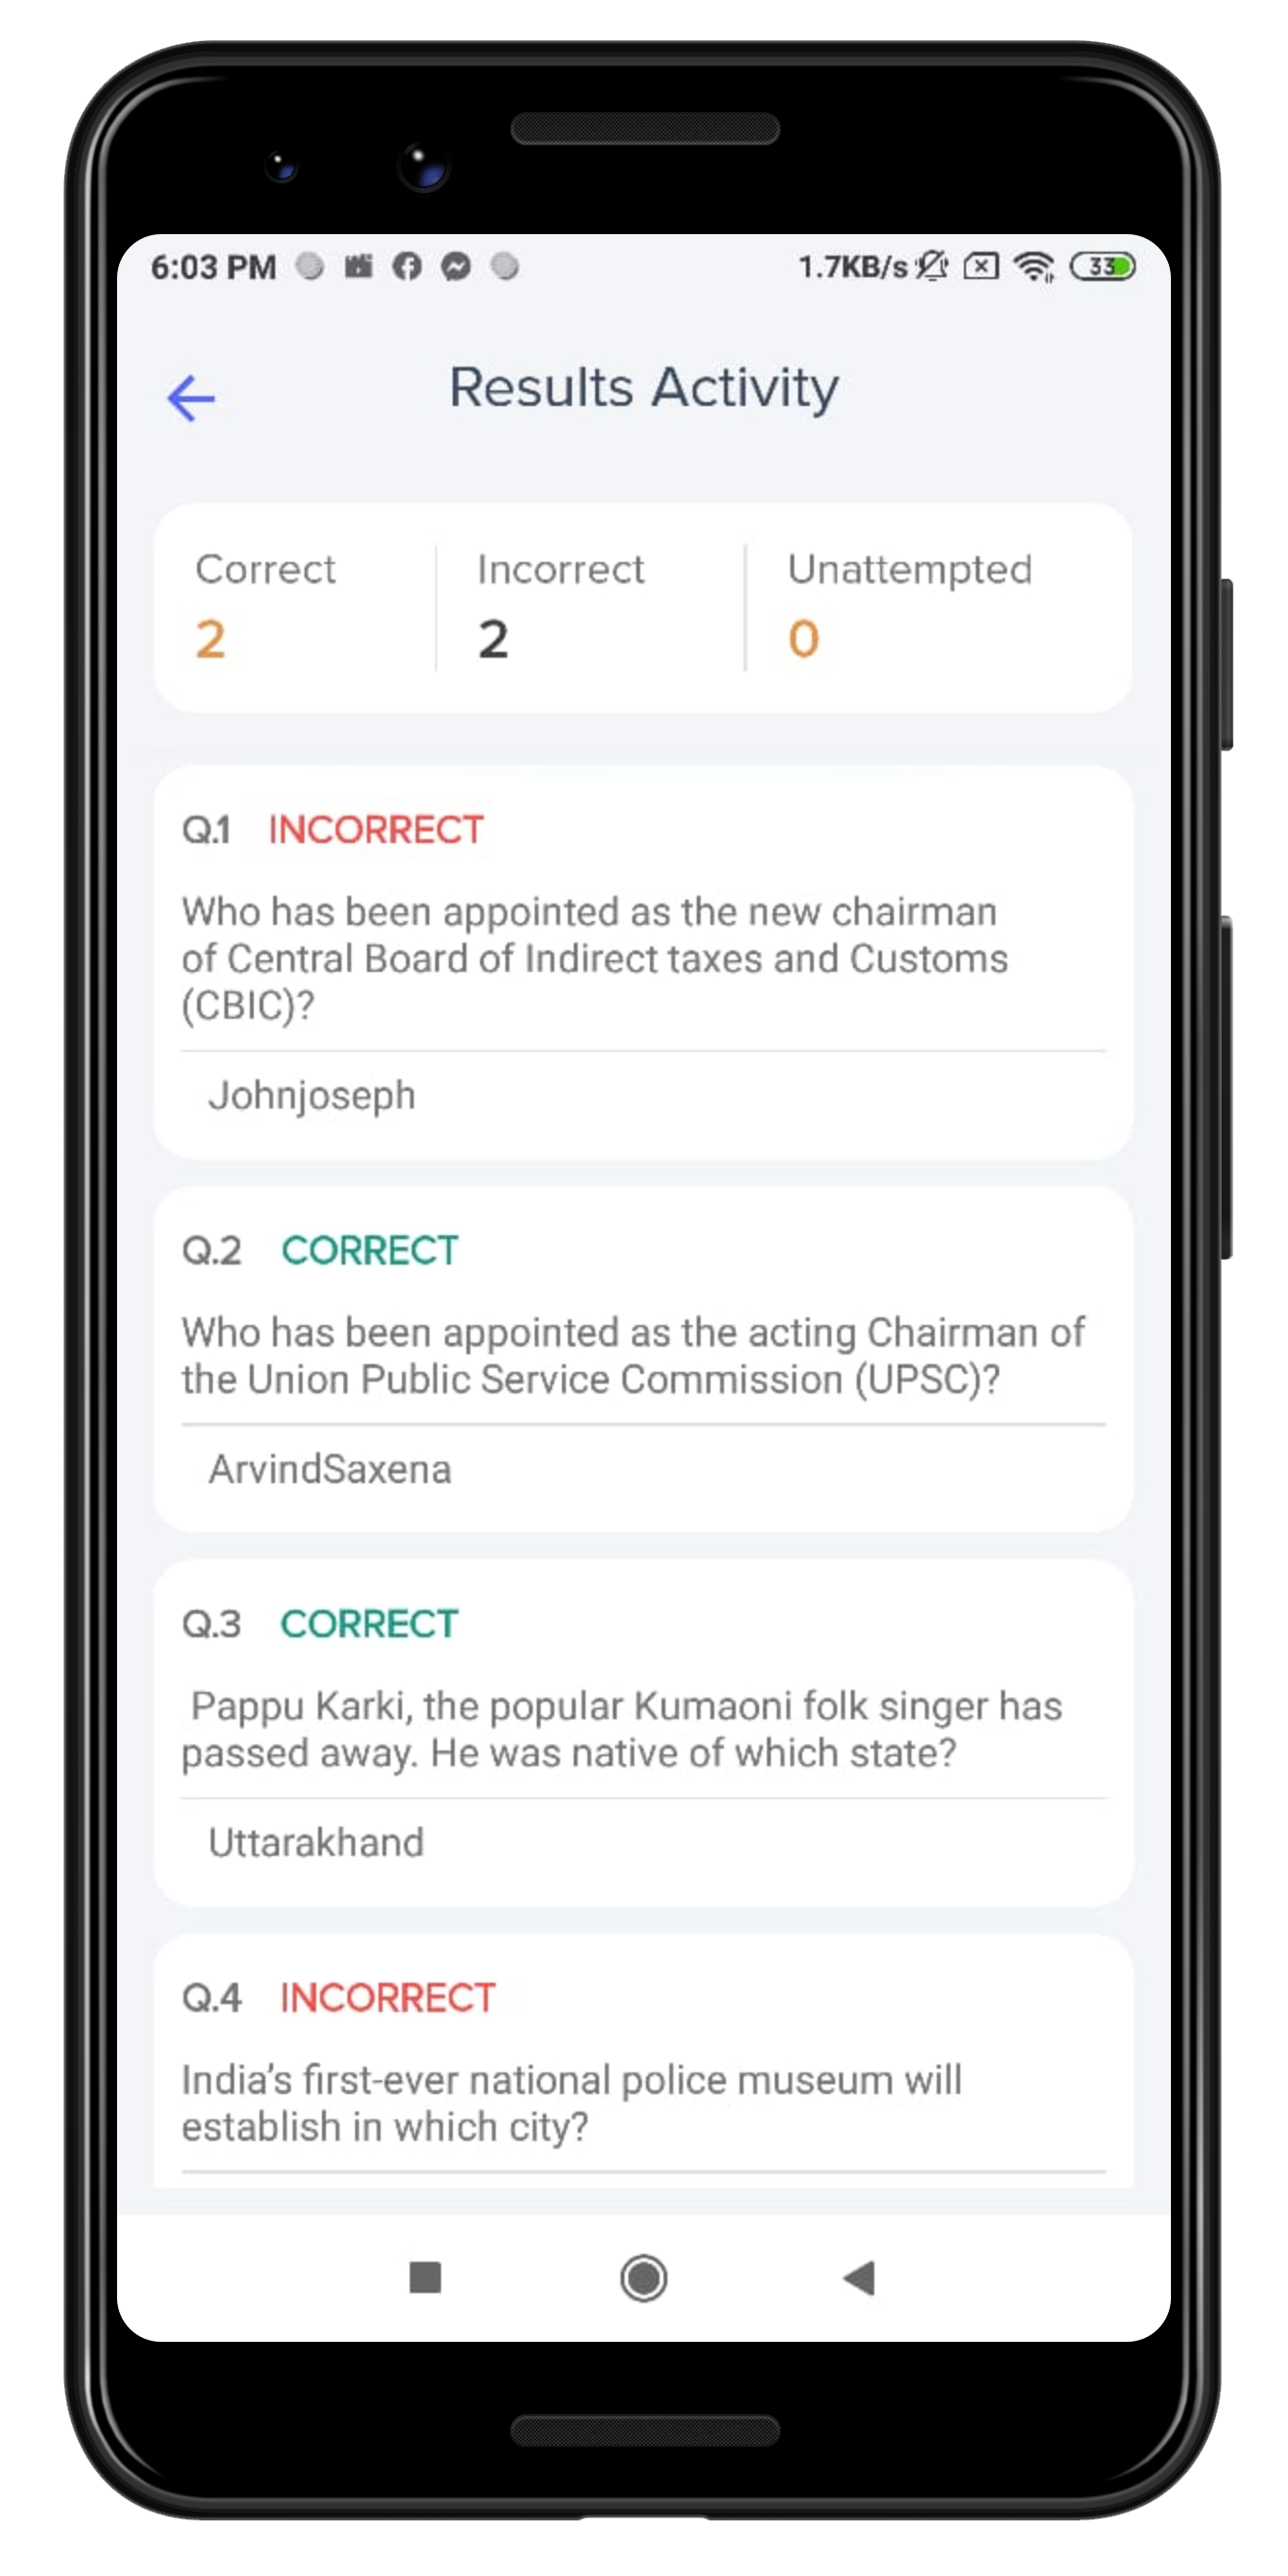 6:03 PM 1.7KB/s 33
Results Activity
Correct Incorrect Unattempted
2 2 0
Q.1 INCORRECT
Who has been appointed as the new chairman
of Central Board of Indirect taxes and Customs
(CBIC)?
Johnjoseph
Q.2 CORRECT
Who has been appointed as the acting Chairman of
the Union Public Service Commission (UPSC)?
ArvindSaxena
Q.3 CORRECT
Pappu Karki, the popular Kumaoni folk singer has
passed away. He was native of which state?
Uttarakhand
Q.4 INCORRECT
India's first-ever national police museum will
establish in which city?